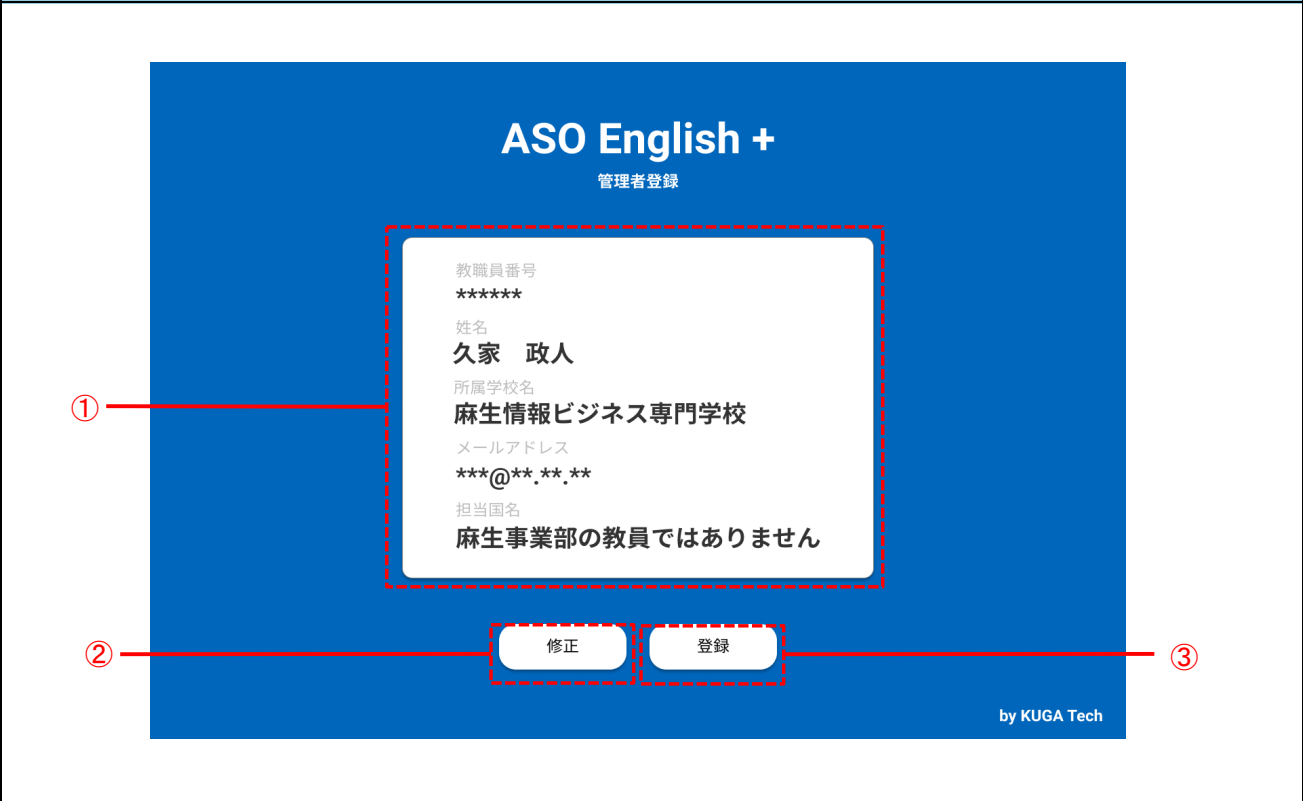 ASO English +
管理者登録
教職員番号
******
姓名
久家　政人
所属学校名
①
麻生情報ビジネス専門学校
メールアドレス
***@**.**.**
担当国名
麻生事業部の教員ではありません
②
修正
登録
③
by KUGA Tech